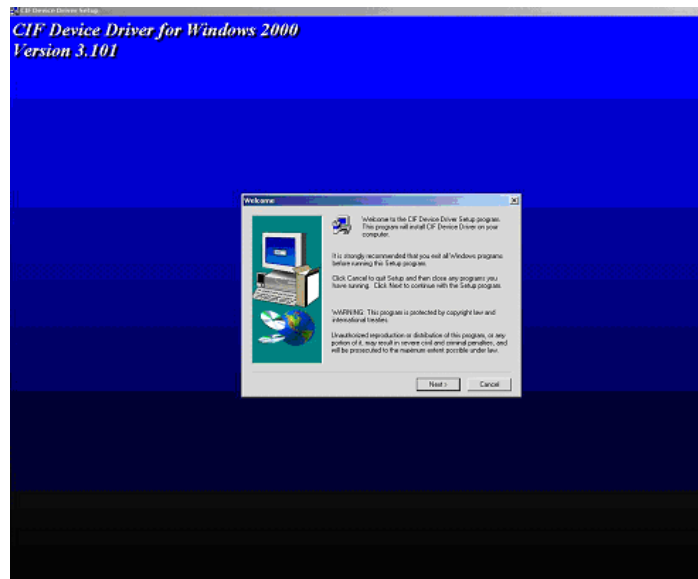 CIF Device Driver Setup
CIF Device Driver for Windows 2000
Version 3.101
Welcome
Welcome to the CIF Device Driver Setup program.
This program will install CIF Device Driver on your
computer.
It is strongly recommended that you exit all Windows programs
before running this Setup program.
Click Cancel to quit Setup and then close any programs you
have running. Click Next to continue with the Setup program.
WARNING: This program is protected by copyright law and
international treaties.
Unauthorized reproduction or distribution of this program, or any
portion of it, may result in severe civil and criminal penalties, and
will be prosecuted to the maximum extent possible under law.
Next >
Cancel